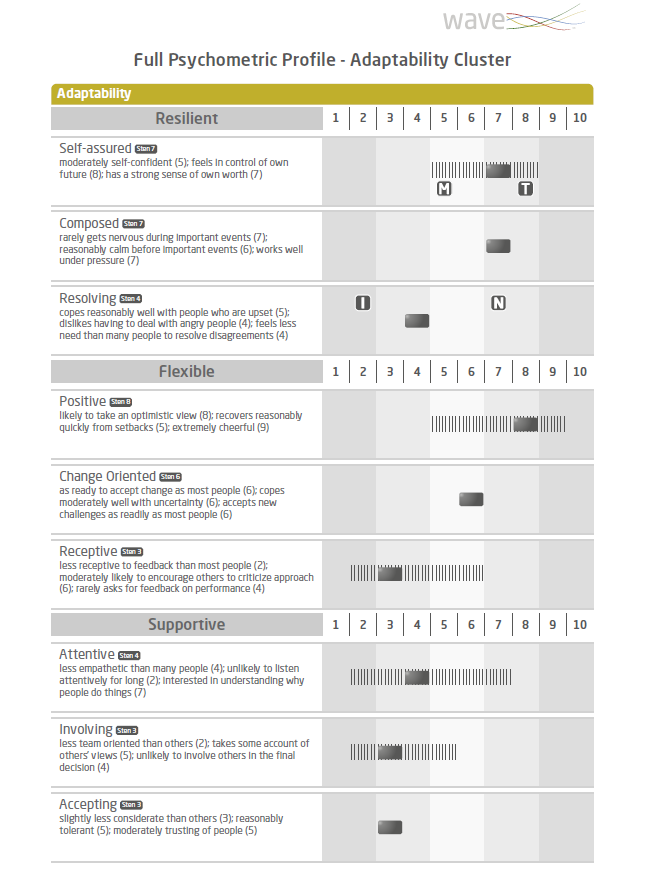 wave
Full Psychometric Profile - Adaptability Cluster
Adaptability
Resilient 1 2 3 4 5 6 7 8 9 10
Self-assured Sten 7
moderately self-confident (5); feels in control of own
future (8); has a strong sense of own worth (7)
M T
Composed Sten 7
rarely gets nervous during important events (7);
reasonably calm before important events (6); works well
under pressure (7)
Resolving Sten 4
I N
copes reasonably well with people who are upset (5);
dislikes having to deal with angry people (4); feels less
need than many people to resolve disagreements (4)
Flexible 1 2 3 4 5 6 7 8 9 10
Positive Sten 8
likely to take an optimistic view (8); recovers reasonably
quickly from setbacks (5); extremely cheerful (9)
Change Oriented Sten 6
as ready to accept change as most people (6); copes
moderately well with uncertainty (6); accepts new
challenges as readily as most people (6)
Receptive Sten 3
less receptive to feedback than most people (2);
moderately likely to encourage others to criticize approach
(6); rarely asks for feedback on performance (4)
Supportive 1 2 3 4 5 6 7 8 9 10
Attentive Sten 4
less empathetic than many people (4); unlikely to listen
attentively for long (2); interested in understanding why
people do things (7)
Involving Sten 3
less team oriented than others (2); takes some account of
others' views (5); unlikely to involve others in the final
decision (4)
Accepting Sten 3
slightly less considerate than others (3); reasonably
tolerant (5); moderately trusting of people (5)